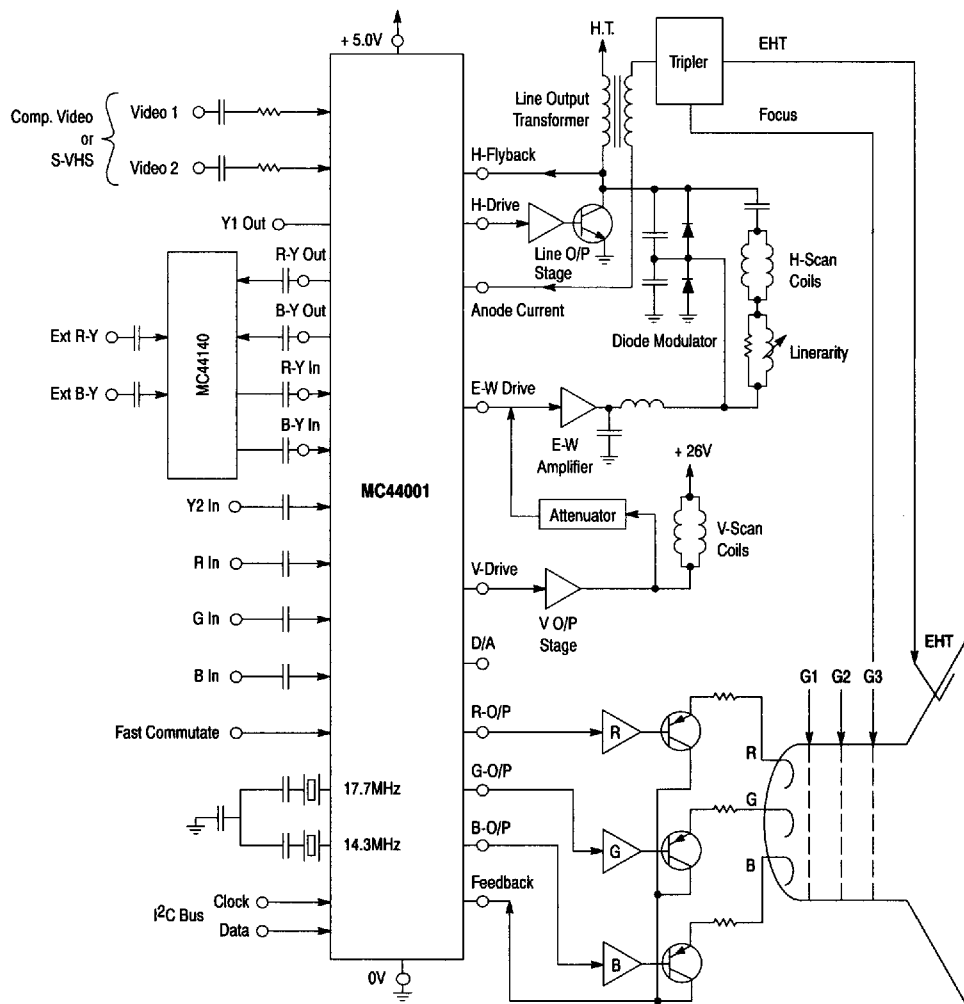 + 5.0V
Comp. Video
or
S-VHS
Video 1
Video 2
Y1 Out
R-Y Out
B-Y Out
R-Y In
B-Y In
Ext R-Y
Ext B-Y
MC44140
Y2 In
R In
G In
B In
Fast Commutate
17.7MHz
14.3MHz
I²C Bus
Clock
Data
0V
MC44001
H.T.
Line Output
Transformer
Tripler
EHT
Focus
H-Flyback
H-Drive
Line O/P
Stage
Anode Current
Diode Modulator
H-Scan
Coils
Linerarity
E-W Drive
E-W
Amplifier
Attenuator
+ 26V
V-Scan
Coils
V-Drive
V O/P
Stage
D/A
R-O/P
G-O/P
B-O/P
Feedback
R
G
B
R
G
B
G1
G2
G3
EHT